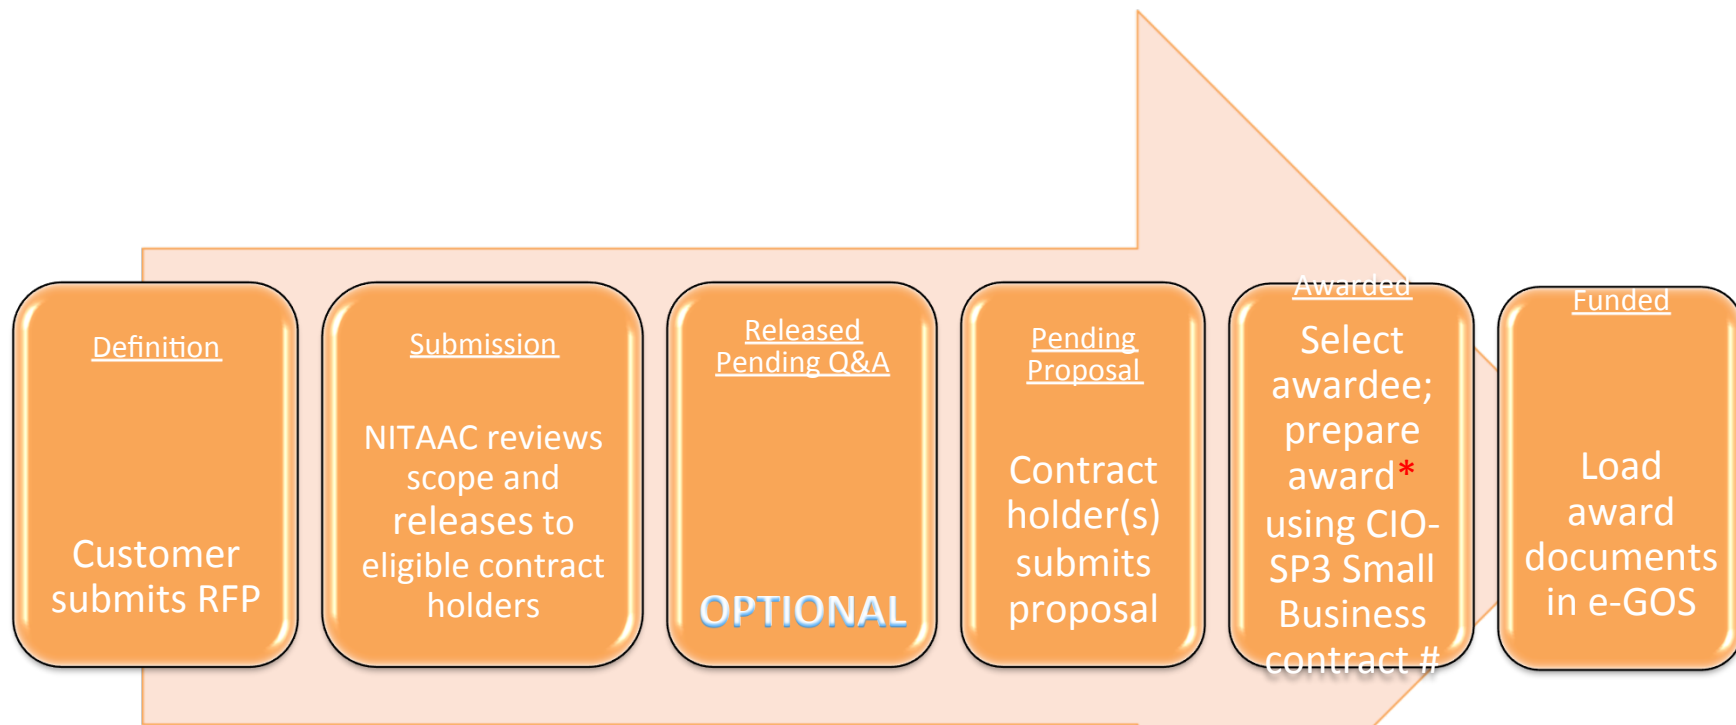 Definition
Customer
submits RFP
Submission
NITAAC reviews
scope and
releases to
eligible contract
holders
Released
Pending Q&A
OPTIONAL
Pending
Proposal
Contract
holder(s)
submits
proposal
Awarded
Select
awardee;
prepare
award*
using CIO-
SP3 Small
Business
contract #
Funded
Load
award
documents
in e-GOS